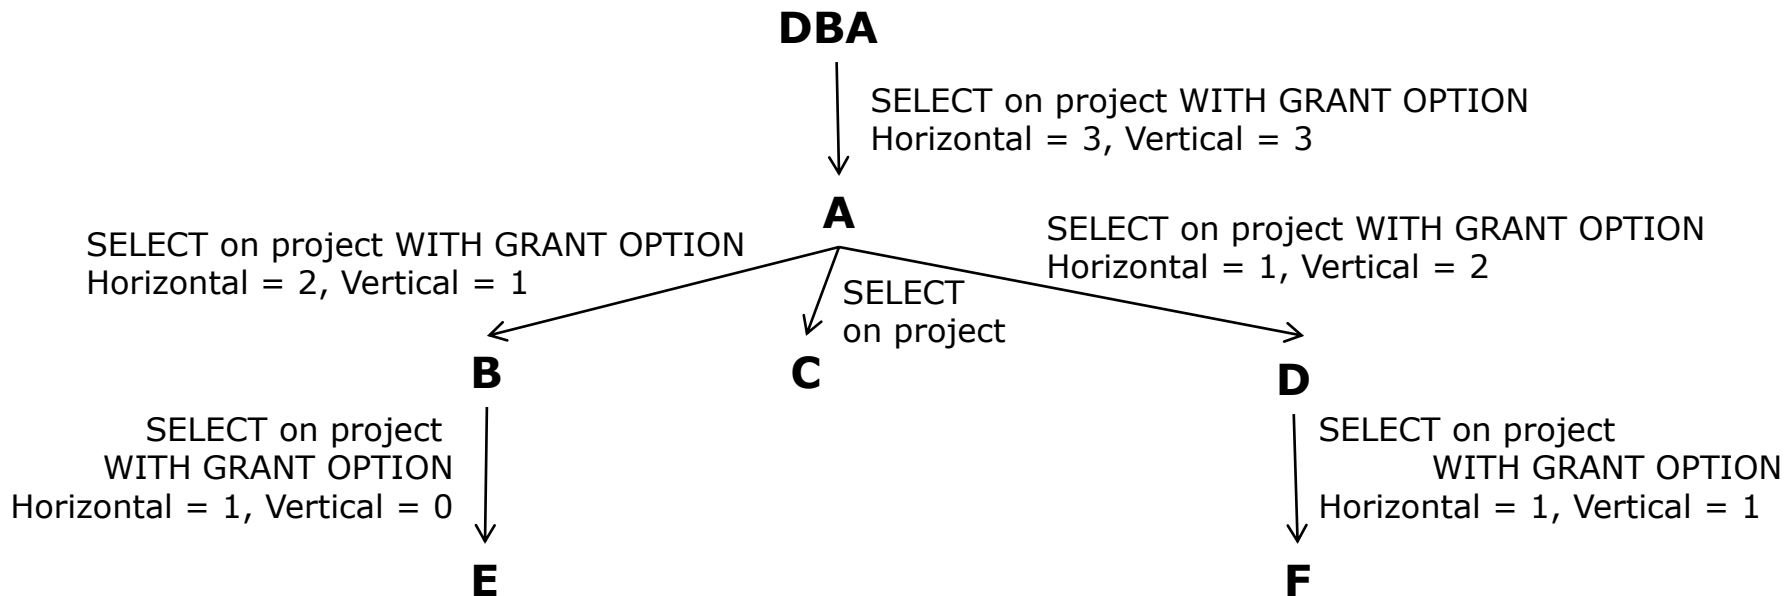 DBA
SELECT on project WITH GRANT OPTION
Horizontal = 3, Vertical = 3
A
SELECT on project WITH GRANT OPTION
Horizontal = 2, Vertical = 1
SELECT
on project
SELECT on project WITH GRANT OPTION
Horizontal = 1, Vertical = 2
B
C
D
SELECT on project
WITH GRANT OPTION
Horizontal = 1, Vertical = 0
SELECT on project
WITH GRANT OPTION
Horizontal = 1, Vertical = 1
E
F